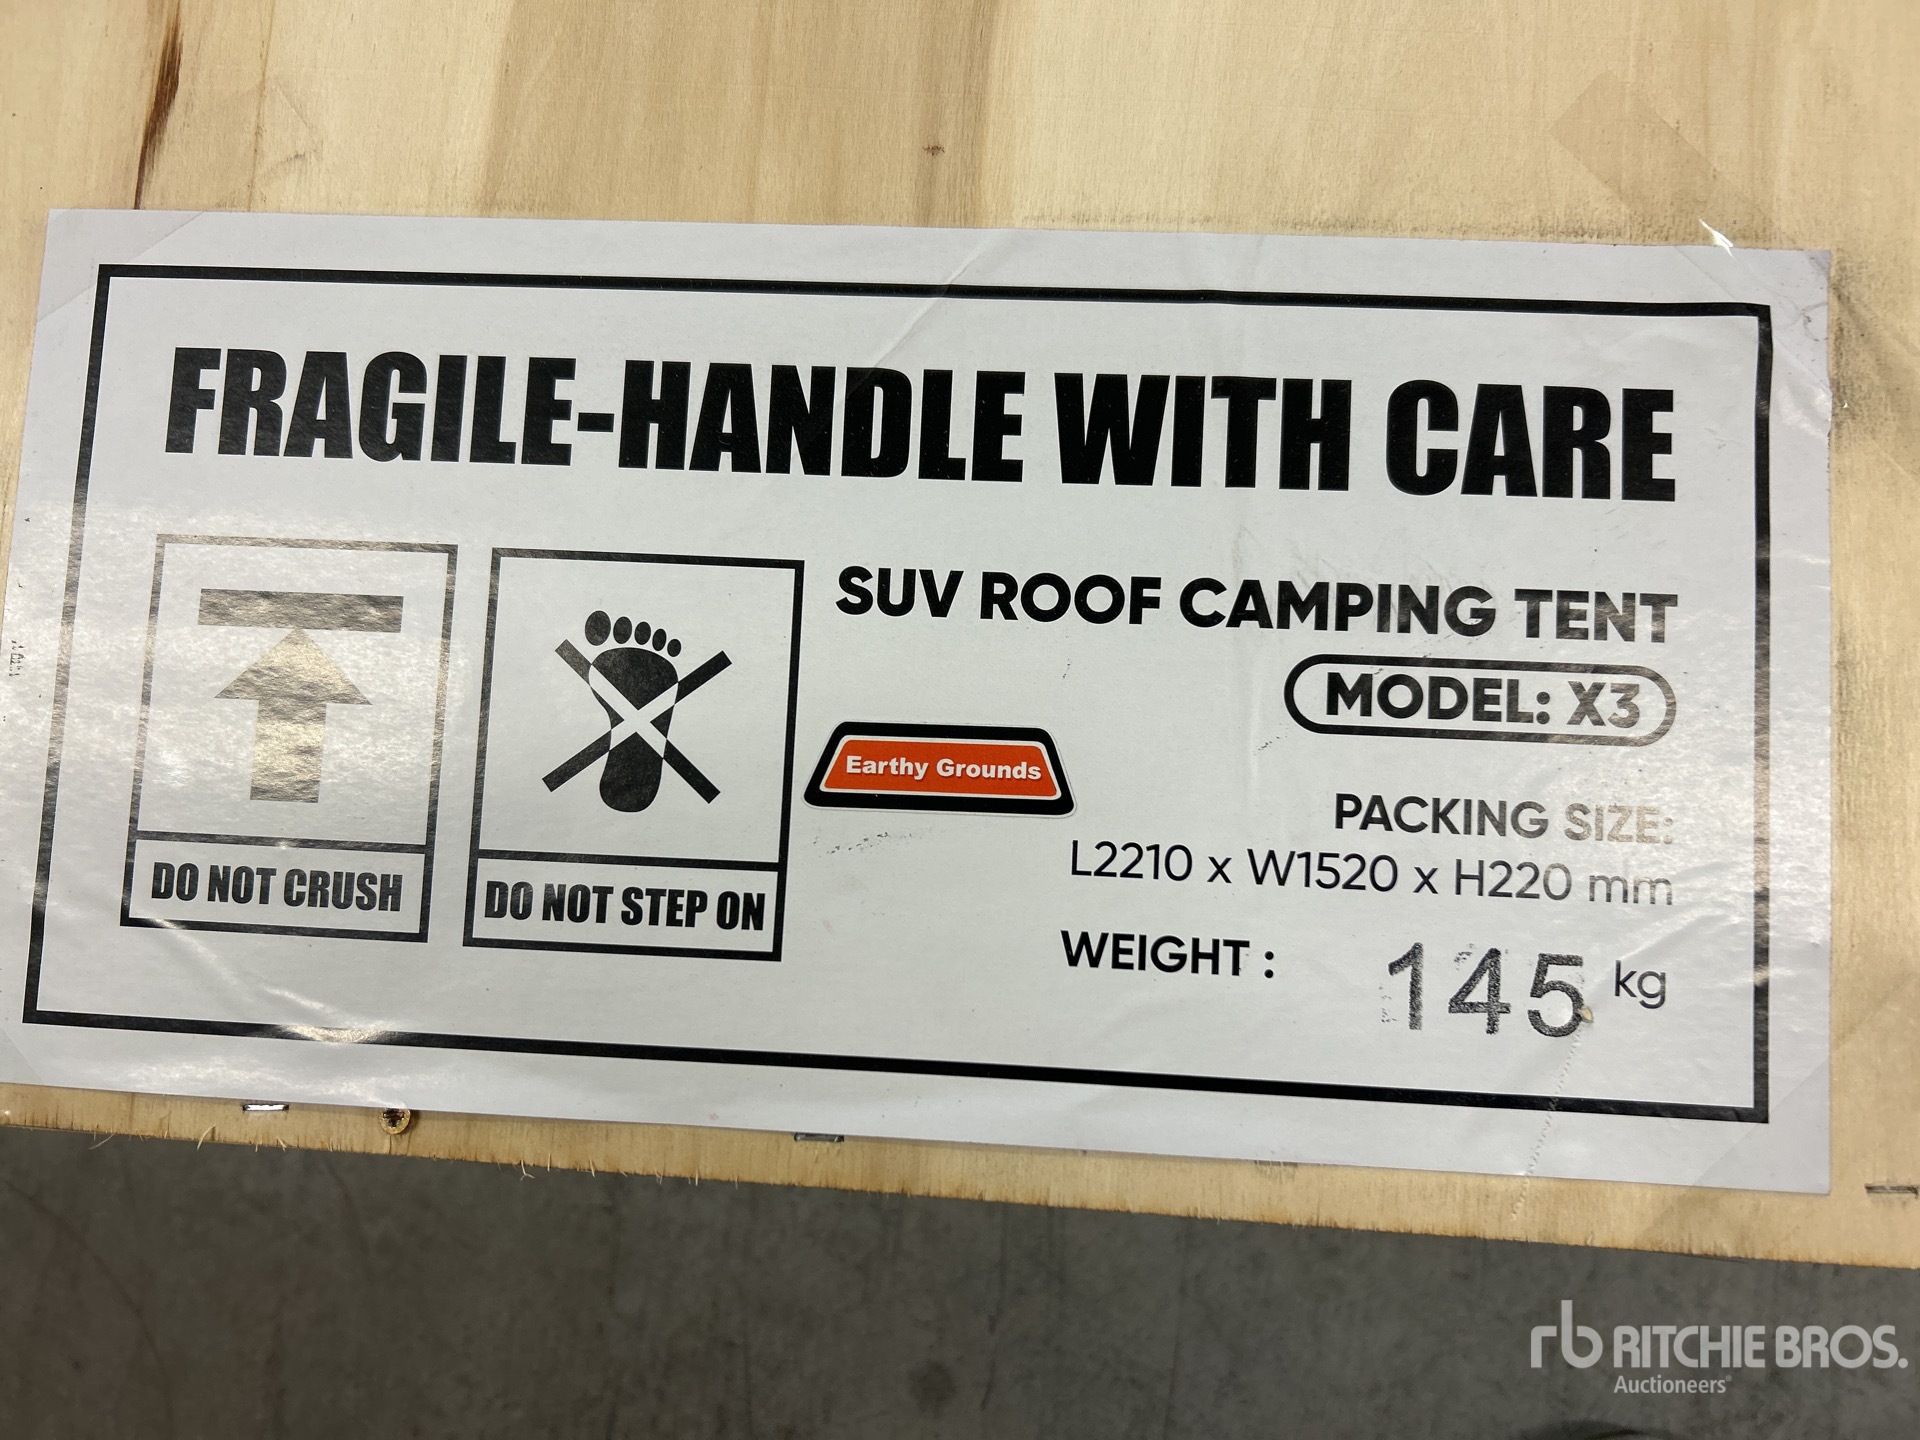 FRAGILE-HANDLE WITH CARE
SUV ROOF CAMPING TENT
MODEL: X3
Earthy Grounds
PACKING SIZE:
L2210 x W1520 x H220 mm
DO NOT CRUSH
DO NOT STEP ON
WEIGHT : 145 kg
rb RITCHIE BROS.
Auctioneers